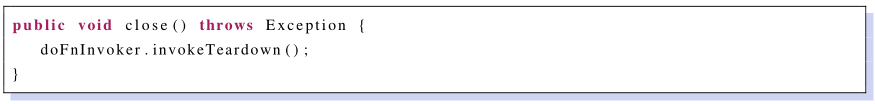 public void close() throws Exception {
    doFnInvoker.invokeTeardown();
}